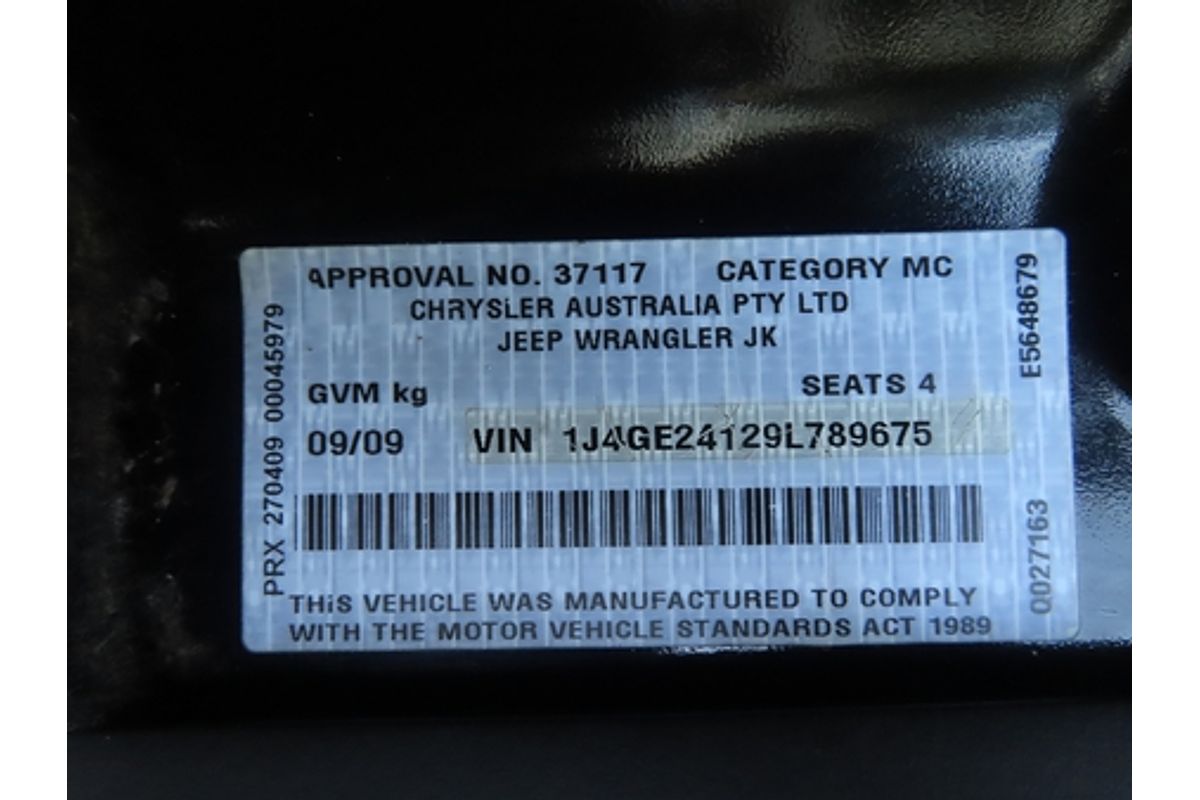 APPROVAL NO. 37117 CATEGORY MC
CHRYSLER AUSTRALIA PTY LTD
JEEP WRANGLER JK
GVM kg SEATS 4
09/09 VIN 1J4GE24129L789675
THIS VEHICLE WAS MANUFACTURED TO COMPLY
WITH THE MOTOR VEHICLE STANDARDS ACT 1989
PRX 270409 00045979
E5648679
0027163